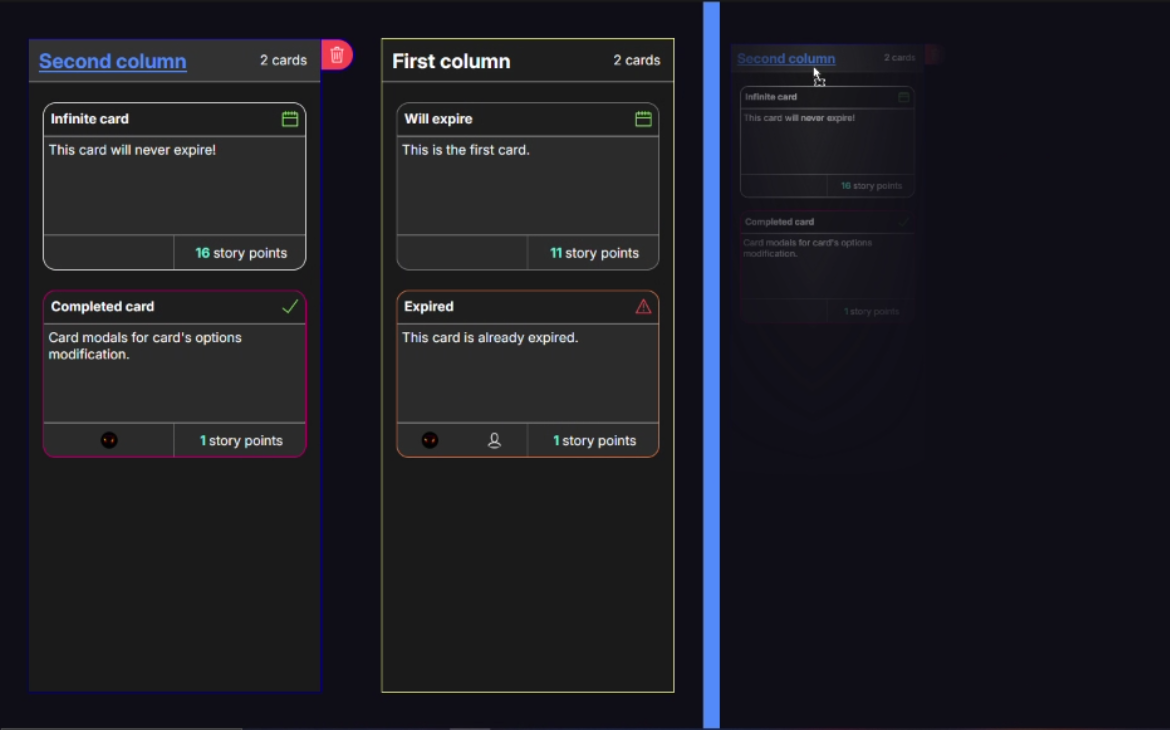 Second column
2 cards
Infinite card
This card will never expire!
16 story points
Completed card
Card modals for card's options
modification.
1 story points
First column
2 cards
Will expire
This is the first card.
11 story points
Expired
This card is already expired.
1 story points
Second column
2 cards
Infinite card
This card will never expire!
16 story points
Completed card
Card modals for card's options
modification.
1 story points